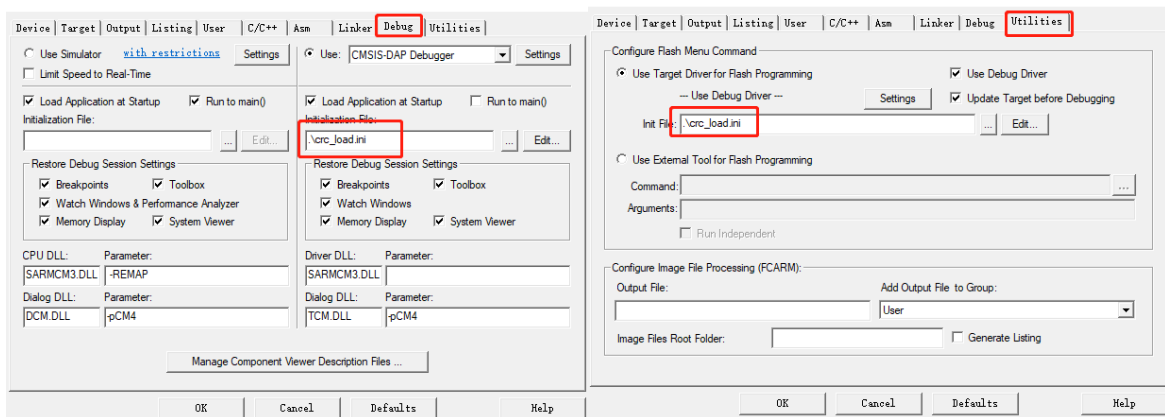 Device Target Output Listing User C/C++ Asm Linker Debug Utilities
Use Simulator with restrictions Settings
Limit Speed to Real-Time
Load Application at Startup Run to main()
Initialization File:
... Edit...
Restore Debug Session Settings
Breakpoints Toolbox
Watch Windows & Performance Analyzer
Memory Display System Viewer
CPU DLL: Parameter:
SARMCM3.DLL -REMAP
Dialog DLL: Parameter:
DCM.DLL -pCM4
Use: CMSIS-DAP Debugger Settings
Load Application at Startup Run to main()
Initialization File:
.\crc_load.ini ... Edit...
Restore Debug Session Settings
Breakpoints Toolbox
Watch Windows
Memory Display System Viewer
Driver DLL: Parameter:
SARMCM3.DLL
Dialog DLL: Parameter:
TCM.DLL -pCM4
Manage Component Viewer Description Files ...
OK Cancel Defaults Help
Device Target Output Listing User C/C++ Asm Linker Debug Utilities
Configure Flash Menu Command
Use Target Driver for Flash Programming Use Debug Driver
--- Use Debug Driver --- Settings Update Target before Debugging
Init File: .\crc_load.ini ... Edit...
Use External Tool for Flash Programming
Command: ...
Arguments:
Run Independent
Configure Image File Processing (FCARM):
Output File: Add Output File to Group:
User
Image Files Root Folder: Generate Listing
OK Cancel Defaults Help